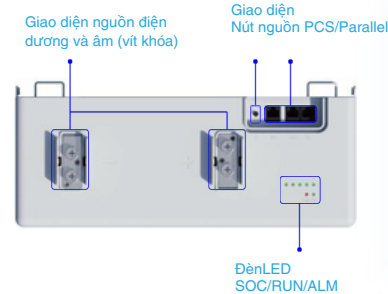 Giao diện nguồn điện
dương và âm (vít khóa)
Giao diện
Nút nguồn PCS/Parallel
ĐènLED
SOC/RUN/ALM